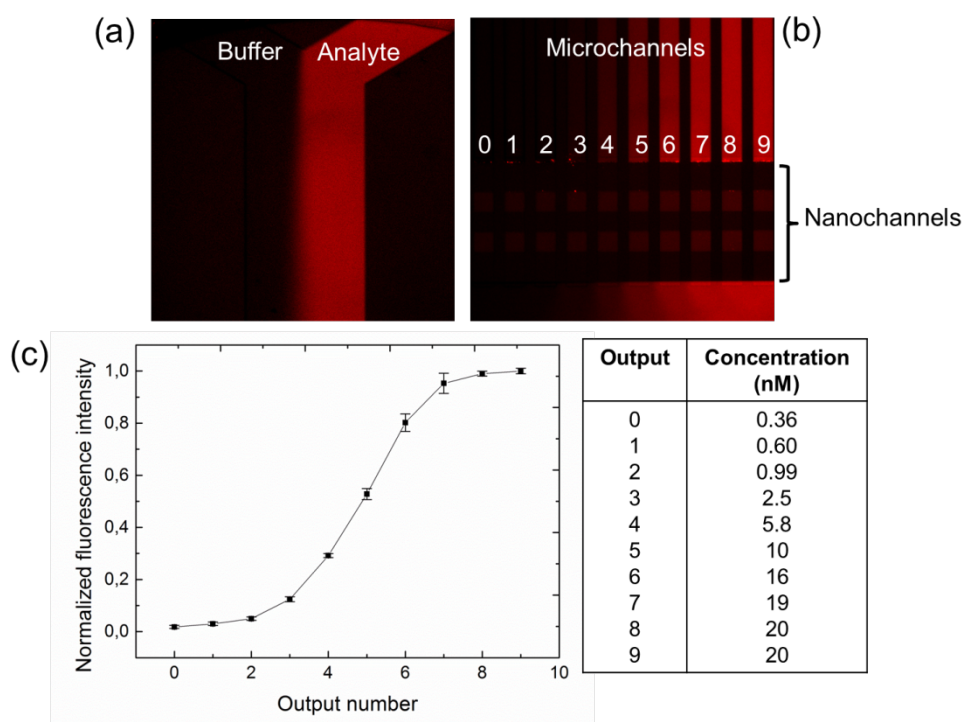 (a)
Buffer Analyte
Microchannels
(b)
0 1 2 3 4 5 6 7 8 9
Nanochannels
(c)
Normalized fluorescence intensity
1,0
0,8
0,6
0,4
0,2
0,0
0 2 4 6 8 10
Output number
Output Concentration
(nM)
0 0.36
1 0.60
2 0.99
3 2.5
4 5.8
5 10
6 16
7 19
8 20
9 20